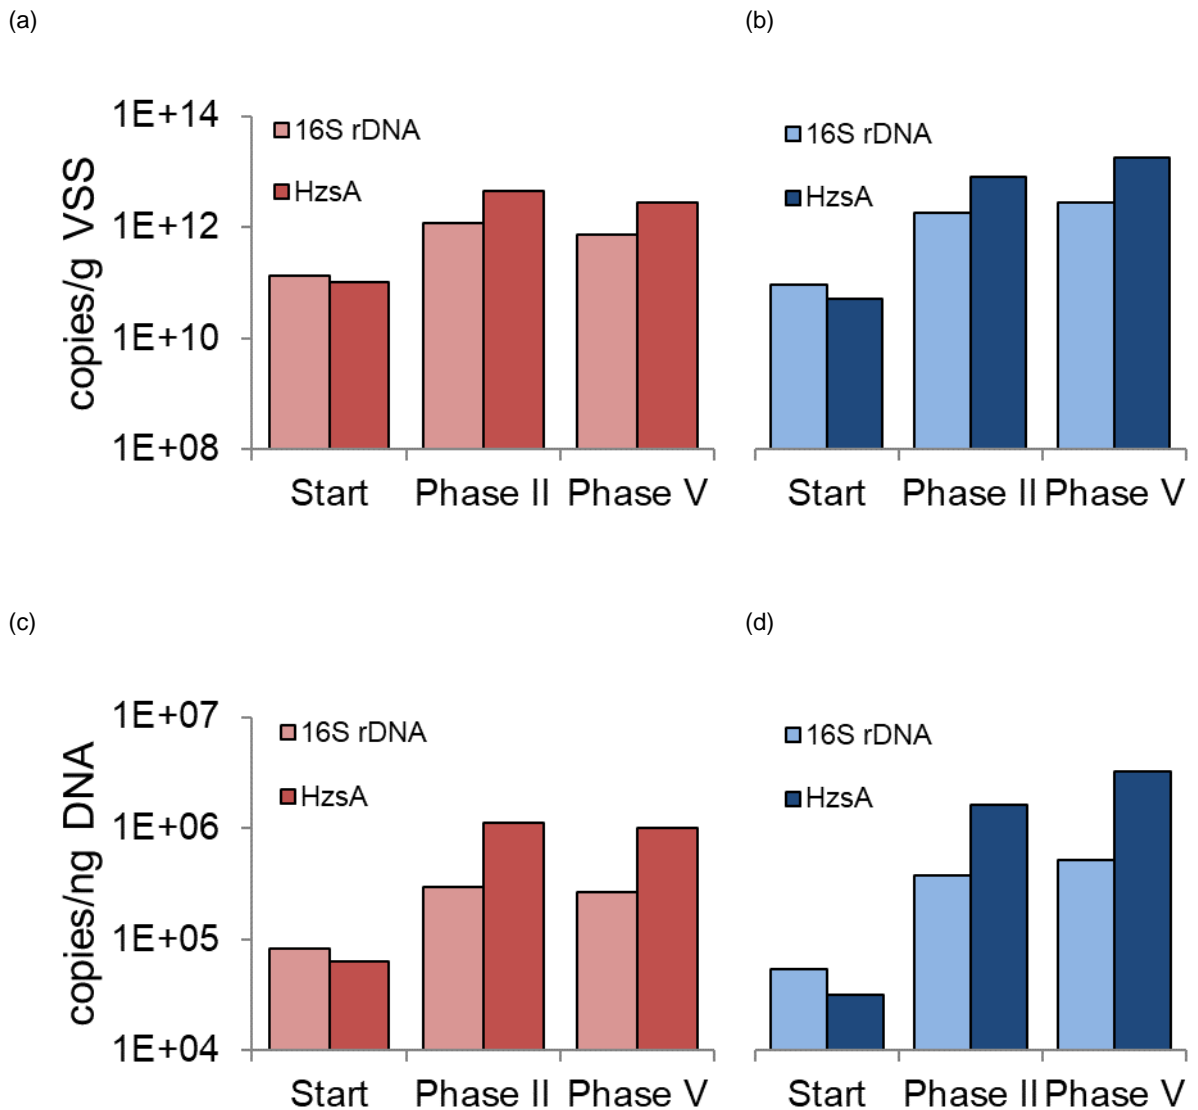 (a)
(b)
copies/g VSS
1E+14
1E+12
1E+10
1E+08
16S rDNA
HzsA
Start
Phase II
Phase V
16S rDNA
HzsA
Start
Phase II
Phase V
(c)
(d)
copies/ng DNA
1E+07
1E+06
1E+05
1E+04
16S rDNA
HzsA
Start
Phase II
Phase V
16S rDNA
HzsA
Start
Phase II
Phase V